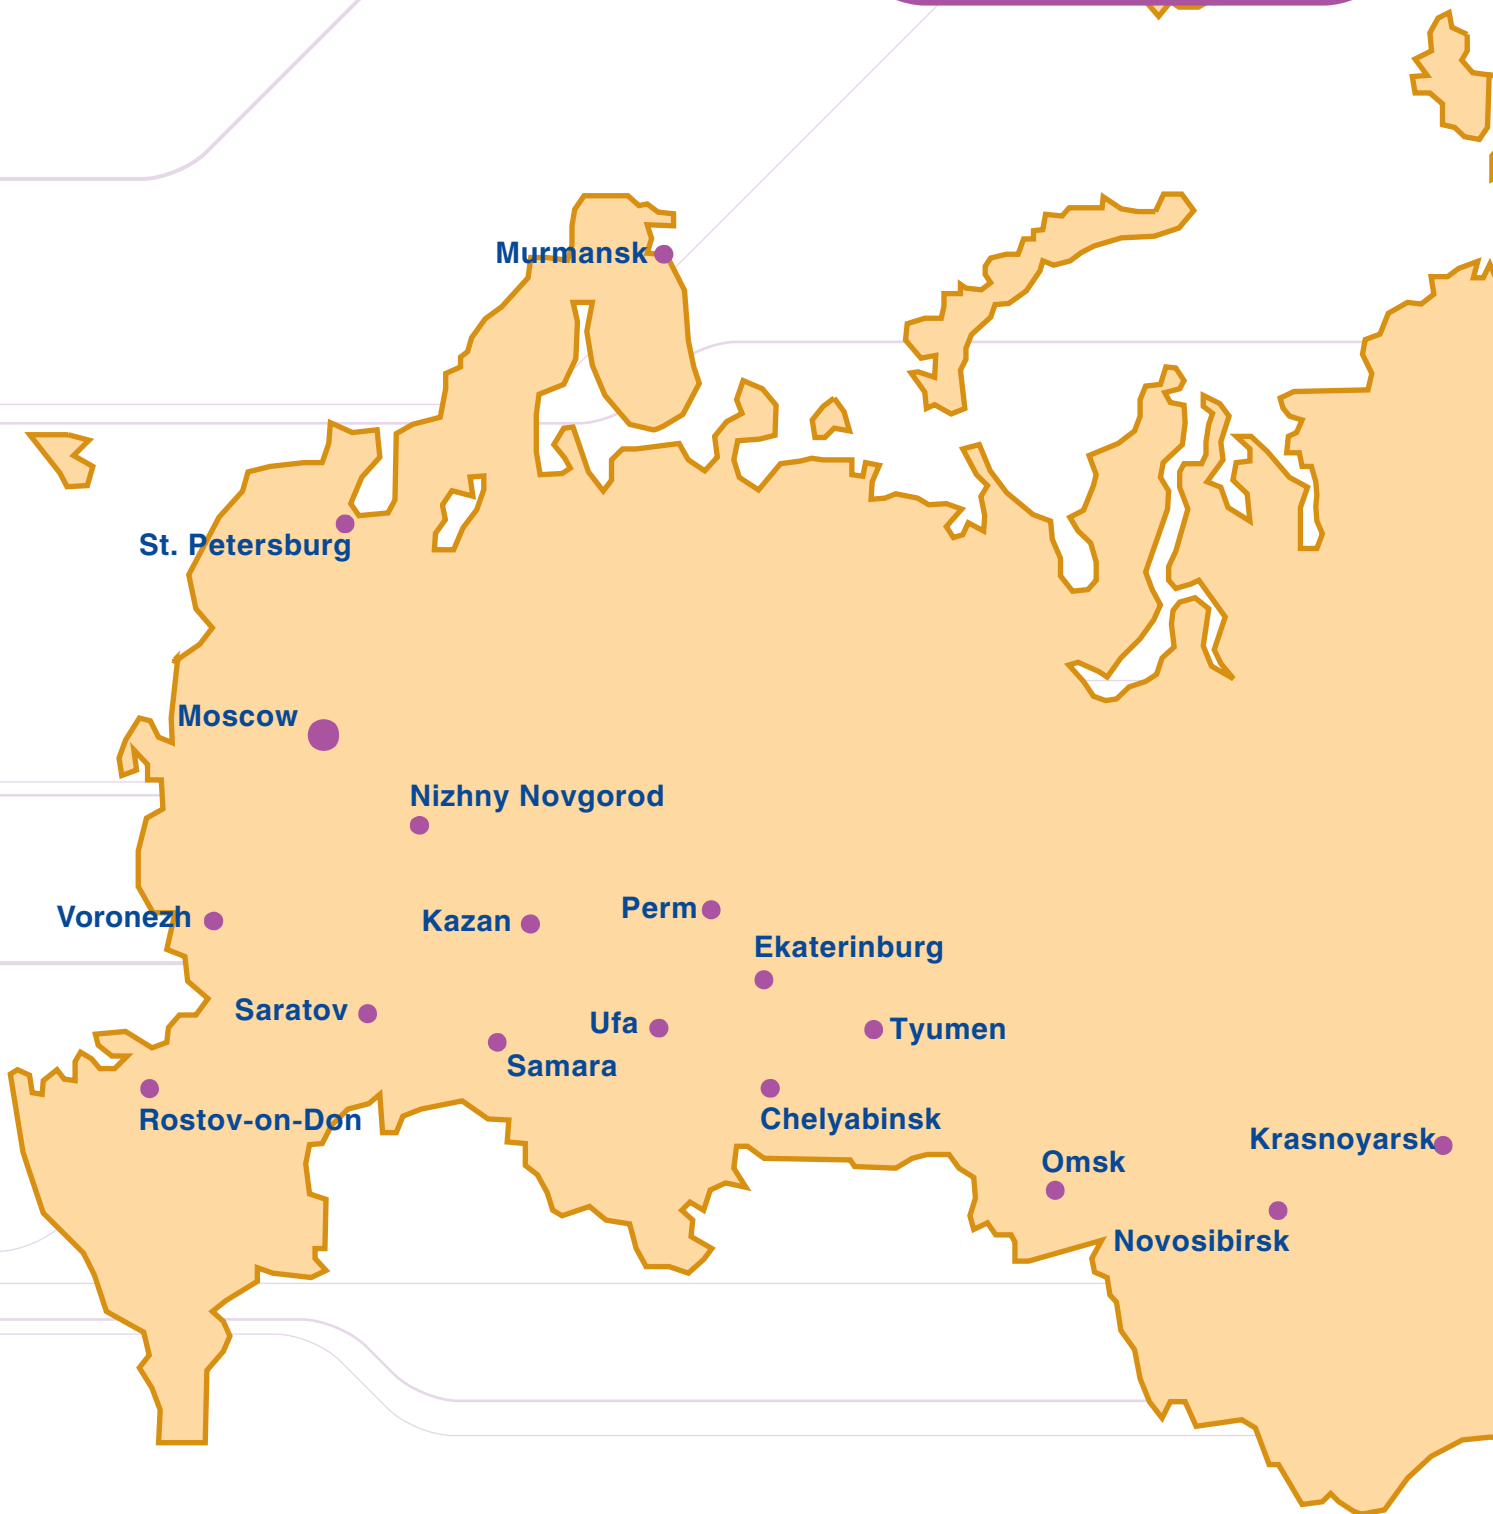 Murmansk
St. Petersburg
Moscow
Nizhny Novgorod
Perm
Voronezh
Kazan
Ekaterinburg
Saratov
Ufa
Tyumen
Samara
Rostov-on-Don
Chelyabinsk
Krasnoyarsk
Omsk
Novosibirsk